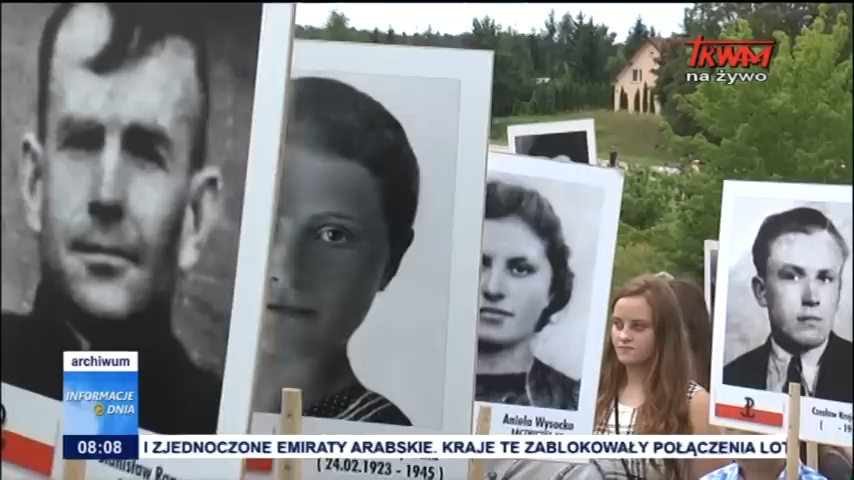 TRWAM
na żywo
archiwum
INFORMACJE
DNIA
Aniela Wysocka
08:08
I ZJEDNOCZONE EMIRATY ARABSKIE. KRAJE TE ZABLOKOWAŁY POŁĄCZENIA LOT
(24.02.1923 - 1945)